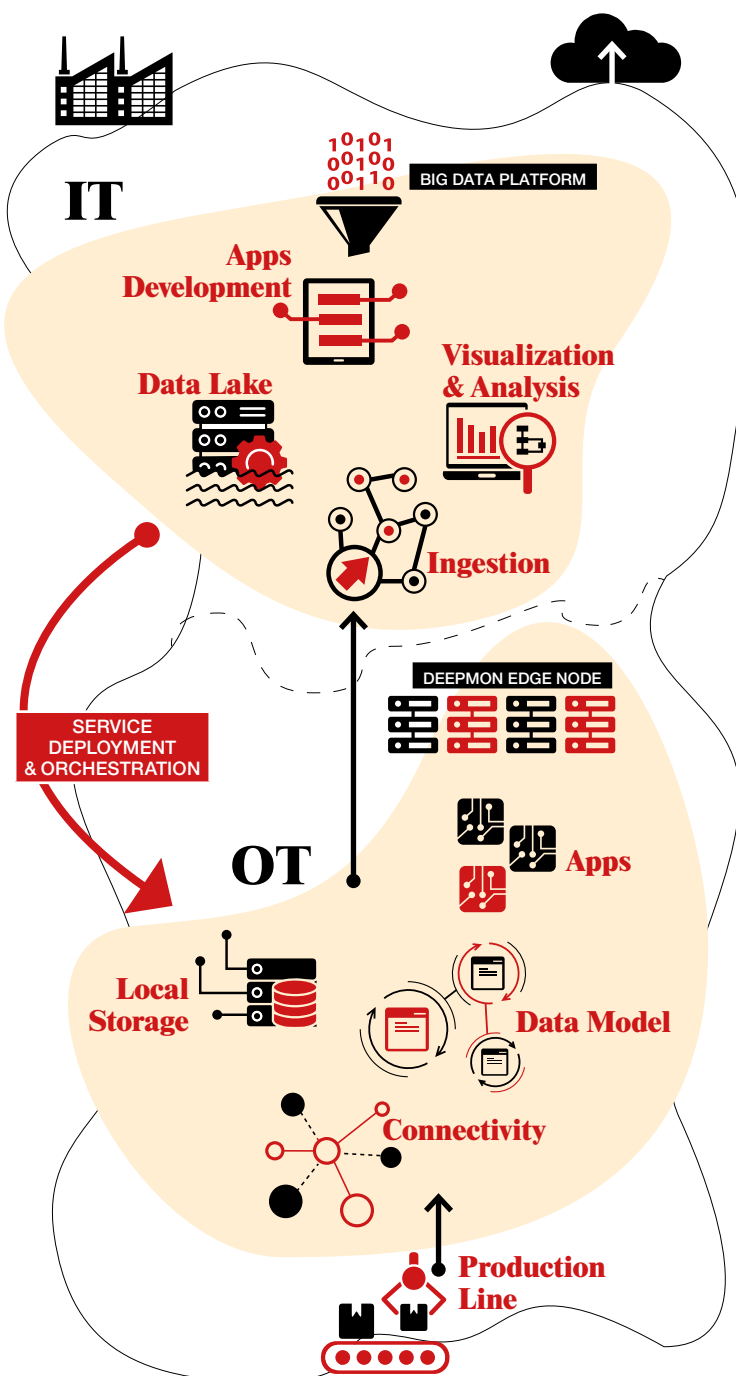 10101
00100
00110
BIG DATA PLATFORM
IT
Apps
Development
Visualization
& Analysis
Data Lake
Ingestion
DEEPMON EDGE NODE
SERVICE
DEPLOYMENT
& ORCHESTRATION
OT
Apps
Local
Storage
Data Model
Connectivity
Production
Line